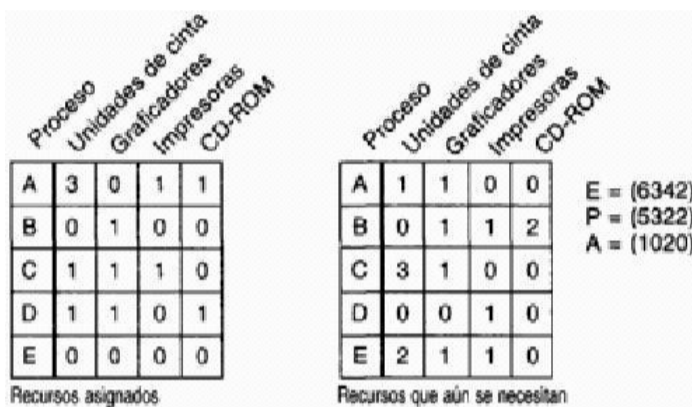 Proceso Unidades de cinta Graficadores Impresoras CD-ROM
A 3 0 1 1
B 0 1 0 0
C 1 1 1 0
D 1 1 0 1
E 0 0 0 0
Recursos asignados
Proceso Unidades de cinta Graficadores Impresoras CD-ROM
A 1 1 0 0
B 0 1 1 2
C 3 1 0 0
D 0 0 1 0
E 2 1 1 0
Recursos que aún se necesitan
E = (6342)
P = (5322)
A = (1020)